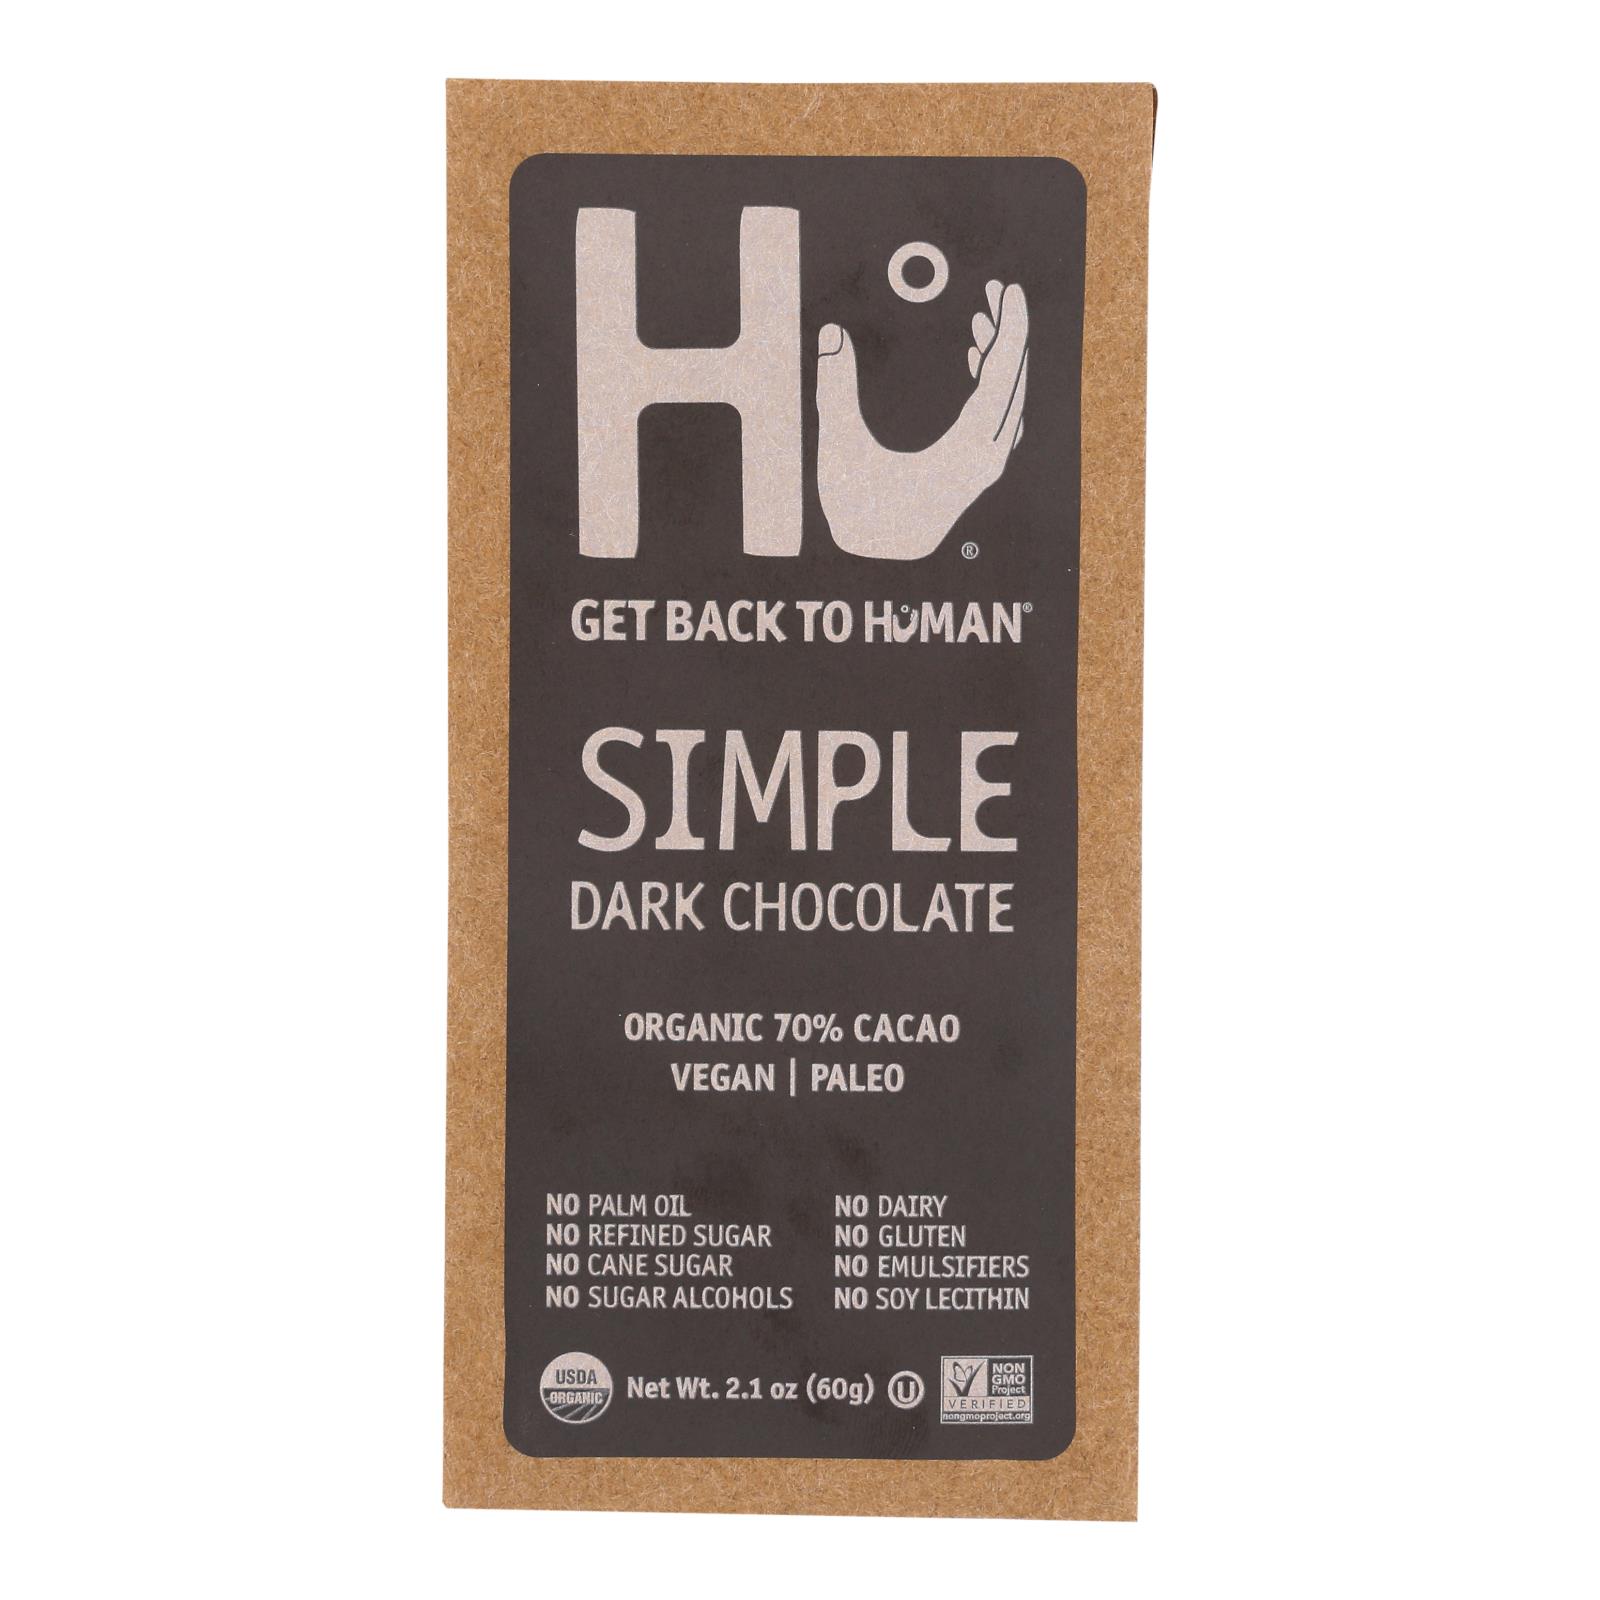 Hu®
GET BACK TO HUMAN®
SIMPLE
DARK CHOCOLATE
ORGANIC 70% CACAO
VEGAN | PALEO
NO PALM OIL
NO REFINED SUGAR
NO CANE SUGAR
NO SUGAR ALCOHOLS
NO DAIRY
NO GLUTEN
NO EMULSIFIERS
NO SOY LECITHIN
USDA
ORGANIC
Net Wt. 2.1 oz (60g)
U
NON
GMO
Project
VERIFIED
nongmoproject.org